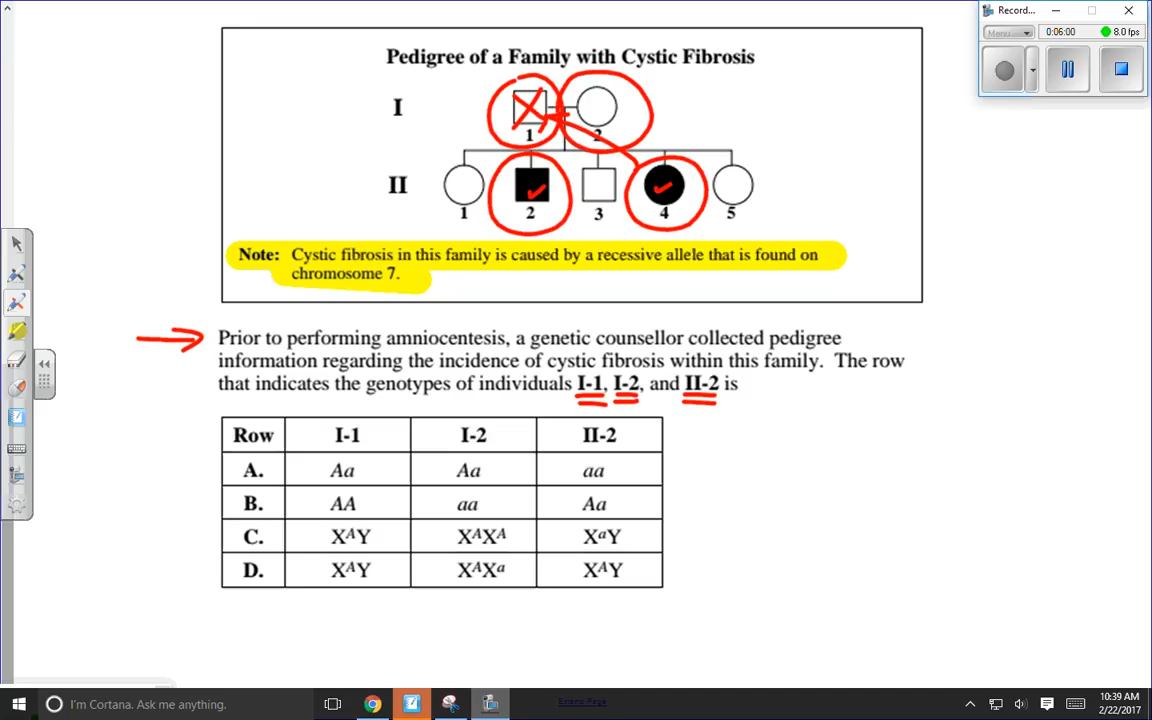 Record...
Menu
0:06:00
8.0 fps
Pedigree of a Family with Cystic Fibrosis
I
1
2
II
1
2
3
4
5
Note: Cystic fibrosis in this family is caused by a recessive allele that is found on
chromosome 7.
Prior to performing amniocentesis, a genetic counsellor collected pedigree
information regarding the incidence of cystic fibrosis within this family. The row
that indicates the genotypes of individuals I-1, I-2, and II-2 is
Row I-1 I-2 II-2
A. Aa Aa aa
B. AA aa Aa
C. XᴬY XᴬXᴬ XᵃY
D. XᴬY XᴬXᵃ XᴬY
Extend Page
I'm Cortana. Ask me anything.
10:39 AM
2/22/2017